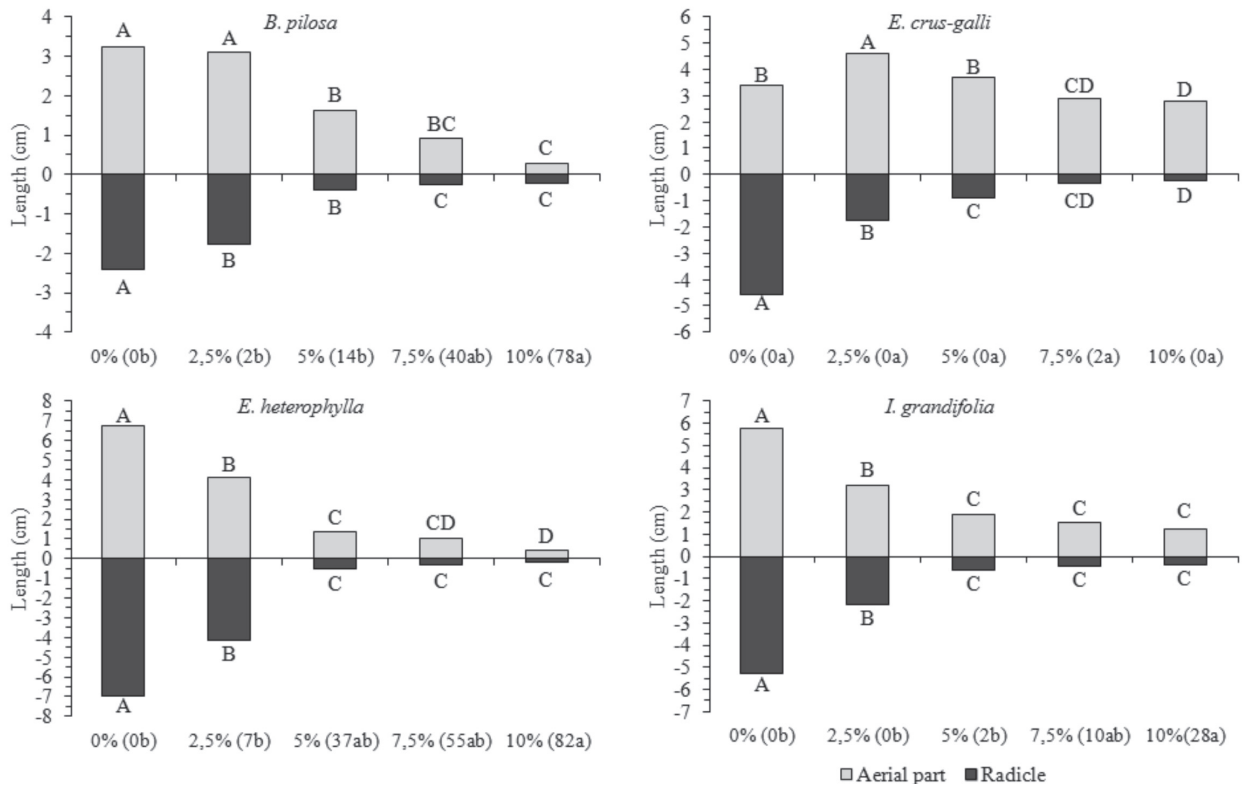 B. pilosa
Length (cm)
4
3
2
1
0
-1
-2
-3
-4
A
A
B
BC
C
A
B
B
C
C
0% (0b) 2,5% (2b) 5% (14b) 7,5% (40ab) 10% (78a)
E. crus-galli
Length (cm)
6
5
4
3
2
1
0
-1
-2
-3
-4
-5
-6
B
A
B
CD
D
A
B
C
CD
D
0% (0a) 2,5% (0a) 5% (0a) 7,5% (2a) 10% (0a)
E. heterophylla
Length (cm)
8
7
6
5
4
3
2
1
0
-1
-2
-3
-4
-5
-6
-7
-8
A
B
C
CD
D
A
B
C
C
C
0% (0b) 2,5% (7b) 5% (37ab) 7,5% (55ab) 10% (82a)
I. grandifolia
Length (cm)
7
6
5
4
3
2
1
0
-1
-2
-3
-4
-5
-6
-7
A
B
C
C
C
A
B
C
C
C
0% (0b) 2,5% (0b) 5% (2b) 7,5% (10ab) 10%(28a)
Aerial part Radicle